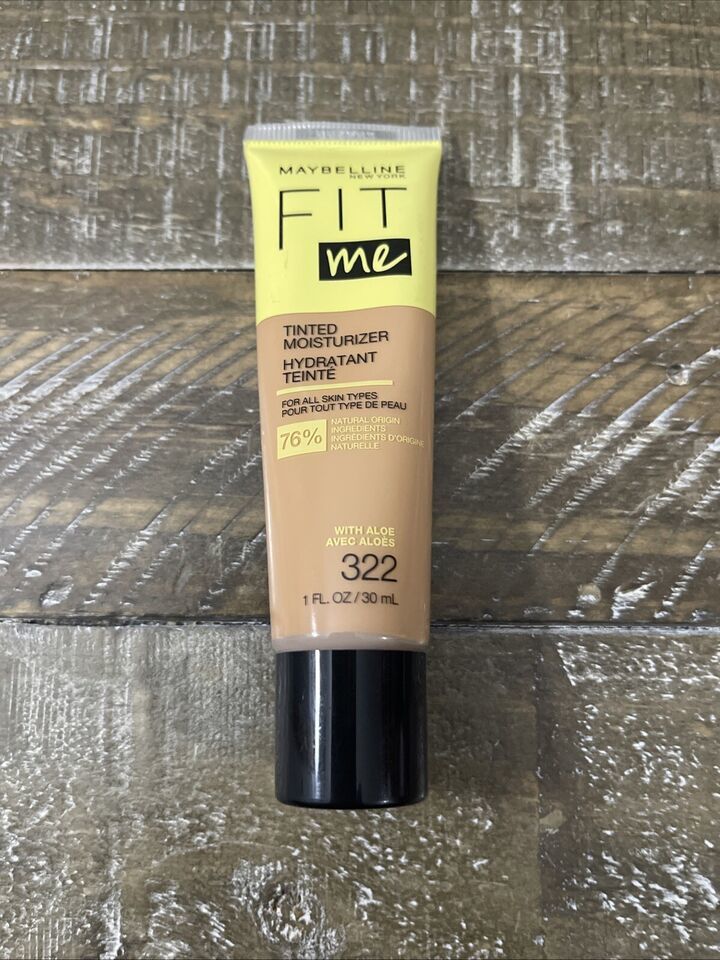 MAYBELLINE
NEW YORK
FIT
me
TINTED
MOISTURIZER
HYDRATANT
TEINTÉ
FOR ALL SKIN TYPES
POUR TOUT TYPE DE PEAU
76%
NATURAL ORIGIN
INGREDIENTS
INGRÉDIENTS D'ORIGINE
NATURELLE
WITH ALOE
AVEC ALOÈS
322
1 FL. OZ / 30 mL